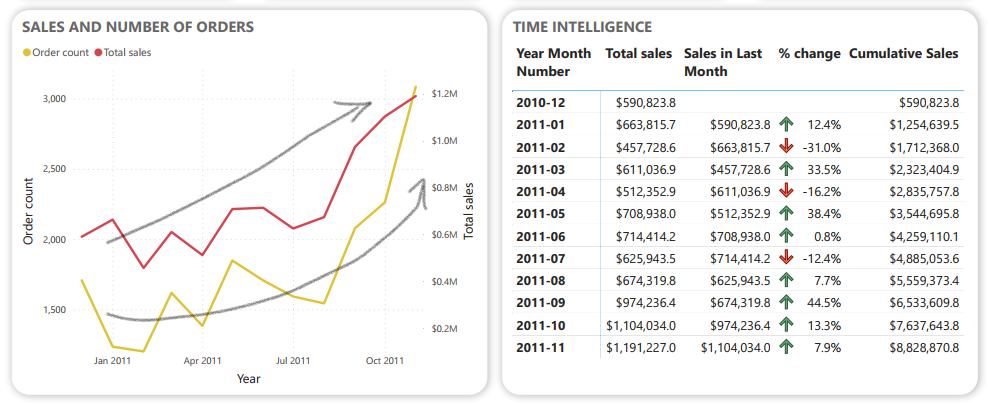 SALES AND NUMBER OF ORDERS
Order count Total sales
3,000
2,500
2,000
1,500
Order count
$1.2M
$1.0M
$0.8M
$0.6M
$0.4M
$0.2M
Total sales
Jan 2011 Apr 2011 Jul 2011 Oct 2011
Year
TIME INTELLIGENCE
Year Month Number Total sales Sales in Last Month % change Cumulative Sales
2010-12 $590,823.8 $590,823.8
2011-01 $663,815.7 $590,823.8 12.4% $1,254,639.5
2011-02 $457,728.6 $663,815.7 -31.0% $1,712,368.0
2011-03 $611,036.9 $457,728.6 33.5% $2,323,404.9
2011-04 $512,352.9 $611,036.9 -16.2% $2,835,757.8
2011-05 $708,938.0 $512,352.9 38.4% $3,544,695.8
2011-06 $714,414.2 $708,938.0 0.8% $4,259,110.1
2011-07 $625,943.5 $714,414.2 -12.4% $4,885,053.6
2011-08 $674,319.8 $625,943.5 7.7% $5,559,373.4
2011-09 $974,236.4 $674,319.8 44.5% $6,533,609.8
2011-10 $1,104,034.0 $974,236.4 13.3% $7,637,643.8
2011-11 $1,191,227.0 $1,104,034.0 7.9% $8,828,870.8